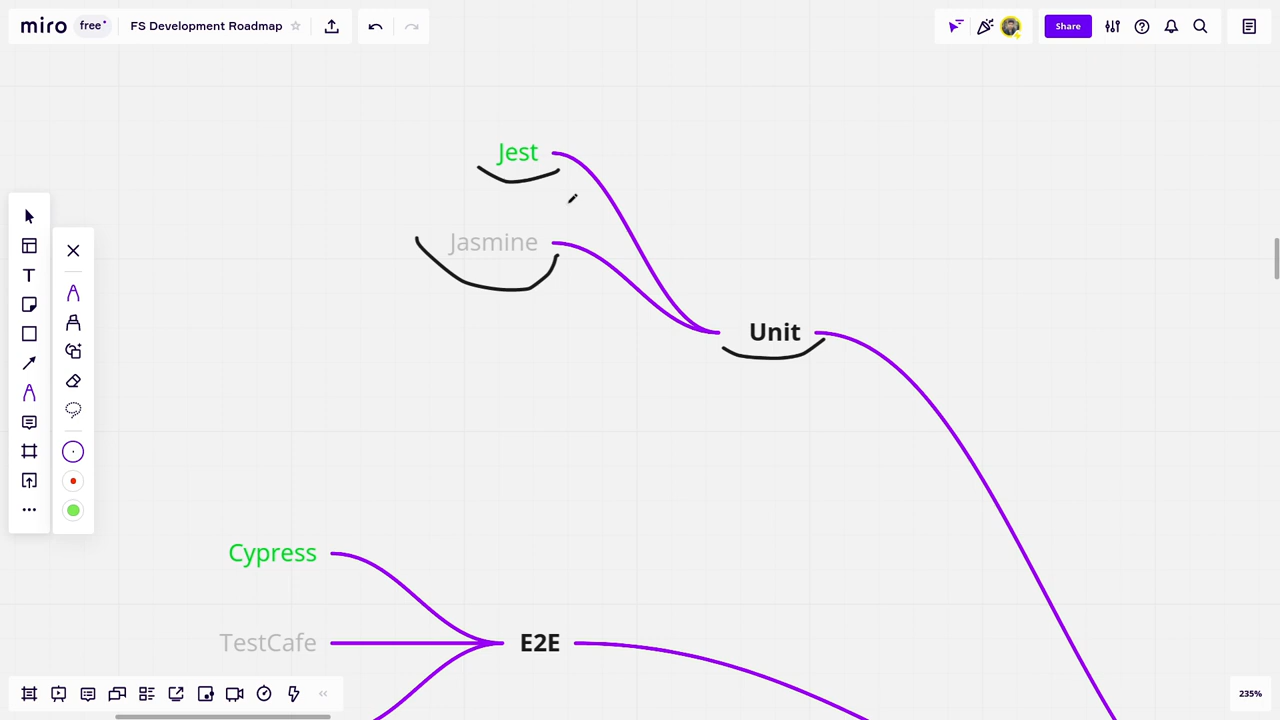 miro free FS Development Roadmap
Share
Jest
Jasmine
Unit
Cypress
TestCafe
E2E
235%